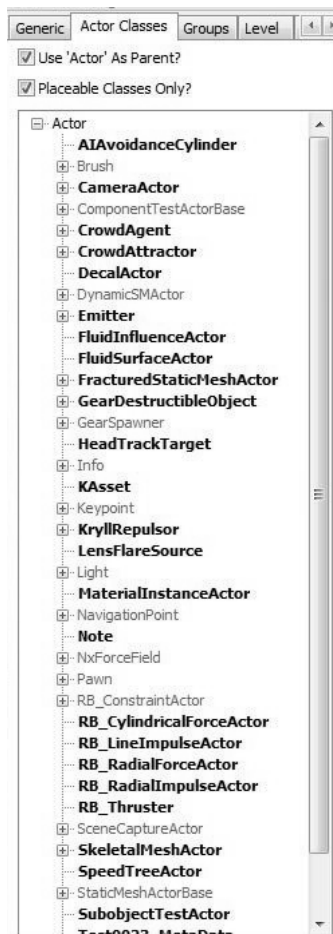 Generic Actor Classes Groups Level
Use 'Actor' As Parent?
Placeable Classes Only?
Actor
AIAvoidanceCylinder
Brush
CameraActor
ComponentTestActorBase
CrowdAgent
CrowdAttractor
DecalActor
DynamicSMActor
Emitter
FluidInfluenceActor
FluidSurfaceActor
FracturedStaticMeshActor
GearDestructibleObject
GearSpawner
HeadTrackTarget
Info
KAsset
Keypoint
KryllRepulsor
LensFlareSource
Light
MaterialInstanceActor
NavigationPoint
Note
NxForceField
Pawn
RB_ConstraintActor
RB_CylindricalForceActor
RB_LineImpulseActor
RB_RadialForceActor
RB_RadialImpulseActor
RB_Thruster
SceneCaptureActor
SkeletalMeshActor
SpeedTreeActor
StaticMeshActorBase
SubobjectTestActor